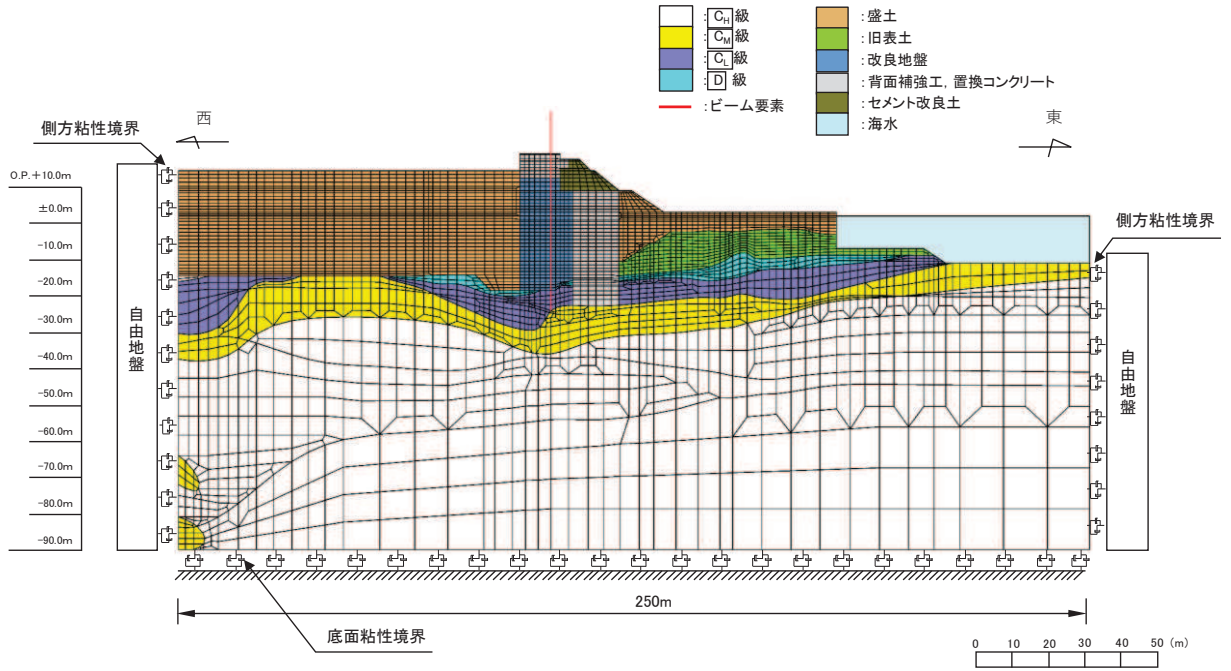 :CH級
:CM級
:CL級
:D 級
:ビーム要素
:盛土
:旧表土
:改良地盤
:背面補強工, 置換コンクリート
:セメント改良土
:海水
西
東
側方粘性境界
側方粘性境界
O.P.+10.0m
±0.0m
-10.0m
-20.0m
-30.0m
-40.0m
-50.0m
-60.0m
-70.0m
-80.0m
-90.0m
自由地盤
自由地盤
250m
底面粘性境界
0 10 20 30 40 50 (m)